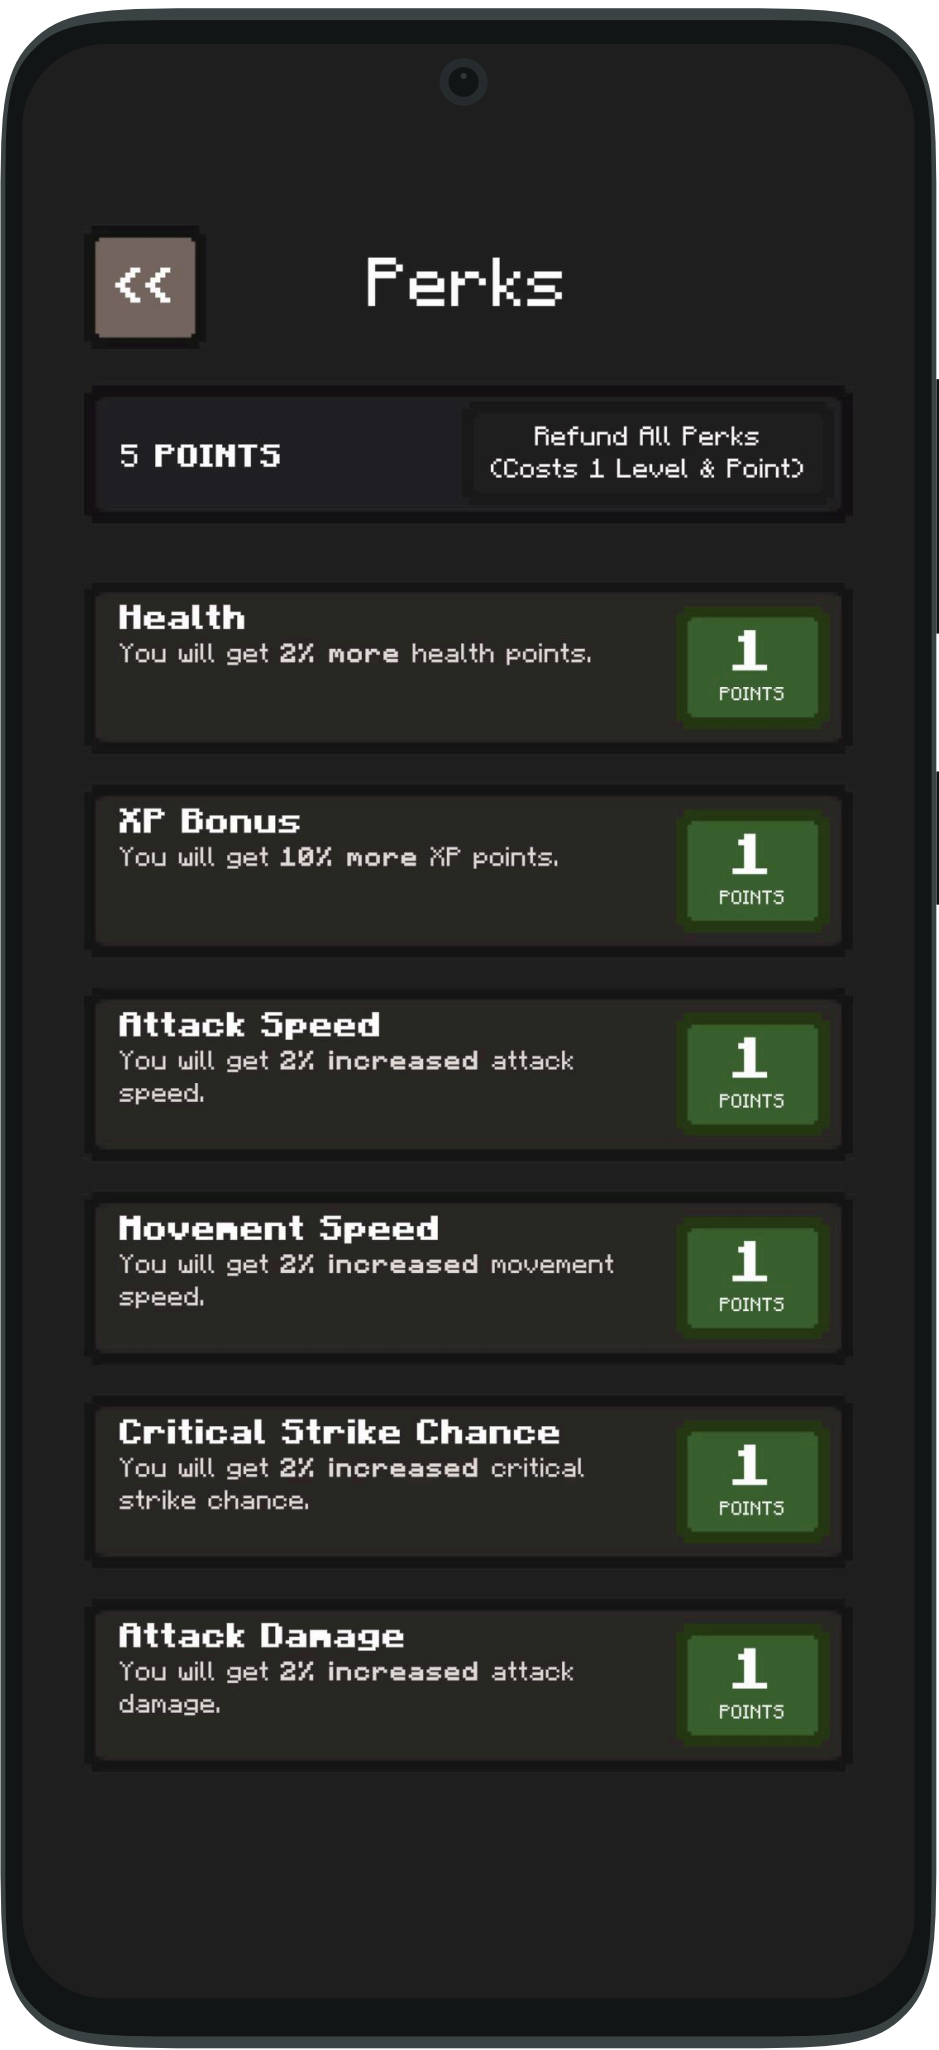 <<
Perks
5 POINTS
Refund All Perks
(Costs 1 Level & Point)
Health
You will get 2% more health points.
1
POINTS
XP Bonus
You will get 10% more XP points.
1
POINTS
Attack Speed
You will get 2% increased attack
speed.
1
POINTS
Movement Speed
You will get 2% increased movement
speed.
1
POINTS
Critical Strike Chance
You will get 2% increased critical
strike chance.
1
POINTS
Attack Damage
You will get 2% increased attack
damage.
1
POINTS